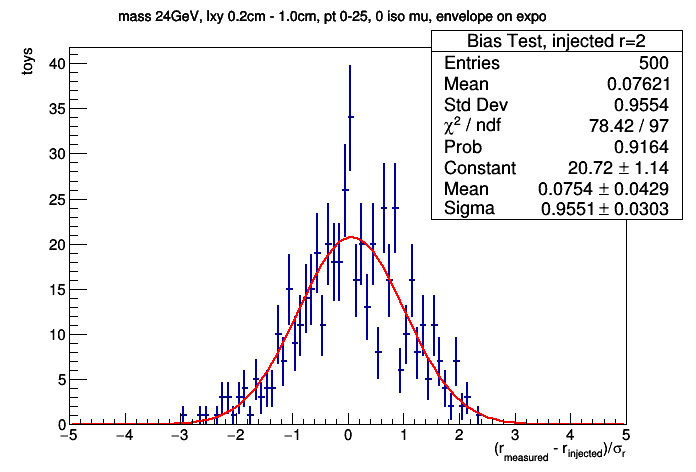 mass 24GeV, lxy 0.2cm - 1.0cm, pt 0-25, 0 iso mu, envelope on expo
Bias Test, injected r=2
Entries 500
Mean 0.07621
Std Dev 0.9554
χ² / ndf 78.42 / 97
Prob 0.9164
Constant 20.72 ± 1.14
Mean 0.0754 ± 0.0429
Sigma 0.9551 ± 0.0303
toys
40
35
30
25
20
15
10
5
0
−5 −4 −3 −2 −1 0 1 2 3 4 5
(r_measured - r_injected)/σ_r